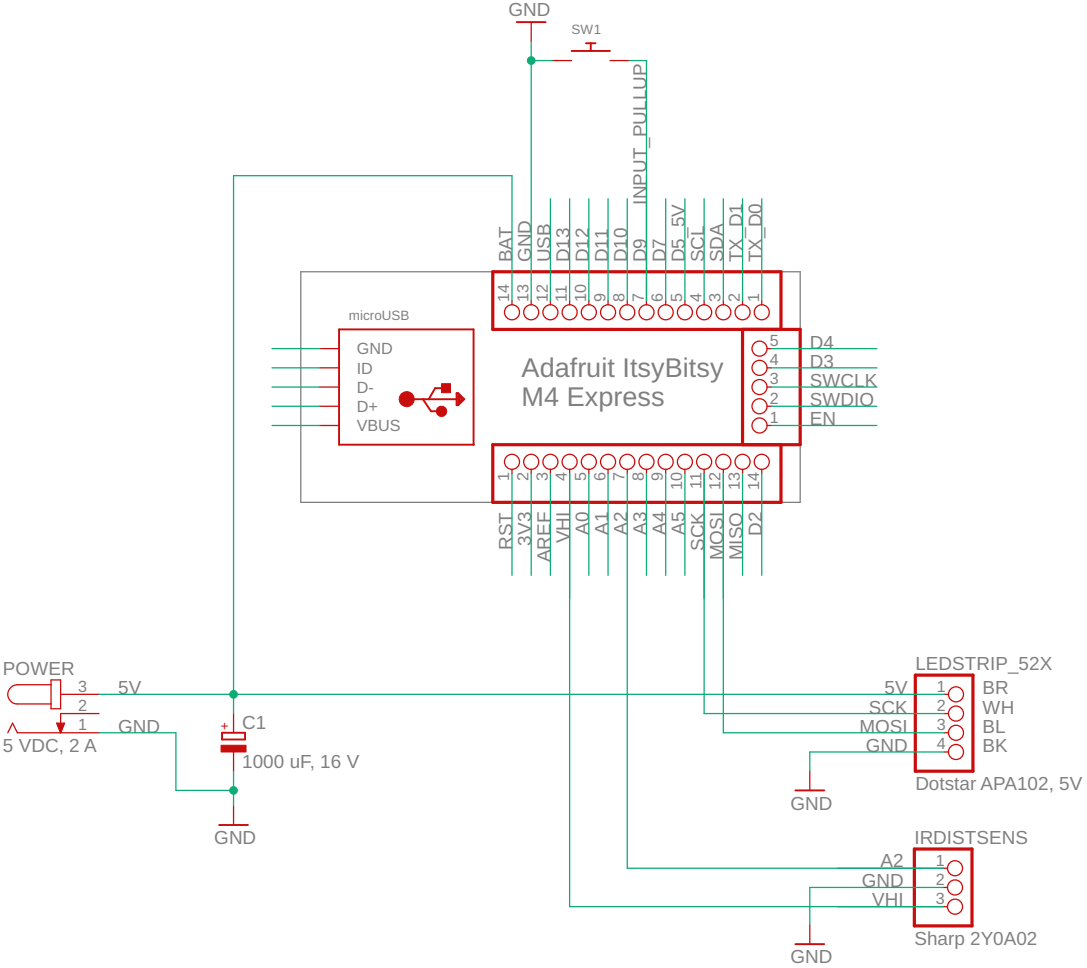 GND
SW1
INPUT_PULLUP
BAT
GND
USB
D13
D12
D11
D10
D9
D7
D5_5V
SCL
SDA
TX_D1
TX_D0
14
13
12
11
10
9
8
7
6
5
4
3
2
1
microUSB
GND
ID
D-
D+
VBUS
Adafruit ItsyBitsy
M4 Express
5 D4
4 D3
3 SWCLK
2 SWDIO
1 EN
1
2
3
4
5
6
7
8
9
10
11
12
13
14
RST
3V3
AREF
VHI
A0
A1
A2
A3
A4
A5
SCK
MOSI
MISO
D2
POWER
3 5V
2
1 GND
5 VDC, 2 A
+ C1
1000 uF, 16 V
GND
LEDSTRIP_52X
5V 1 BR
SCK 2 WH
MOSI 3 BL
GND 4 BK
Dotstar APA102, 5V
GND
IRDISTSENS
A2 1
GND 2
VHI 3
Sharp 2Y0A02
GND